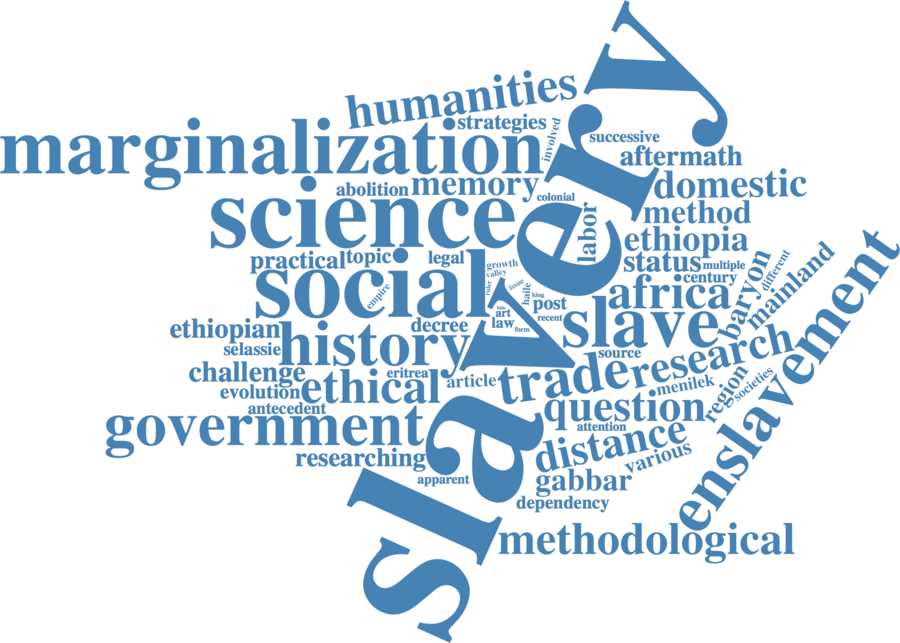 slavery
humanities
marginalization
strategies
involved
successive
aftermath
abolition
memory
colonial
domestic
science
labor
method
ethiopia
practical
topic
legal
growth
valley
status
multiple
century
baryon
different
mainland
social
empire
ruler
issue
haile
king
post
africa
enslavement
ethiopian
decree
late
art
law
form
recent
slave
selassie
history
source
challenge
eritrea
trade
research
evolution
ethical
article
menilek
region
societies
antecedent
question
government
attention
distance
researching
various
apparent
gabbar
dependency
methodological